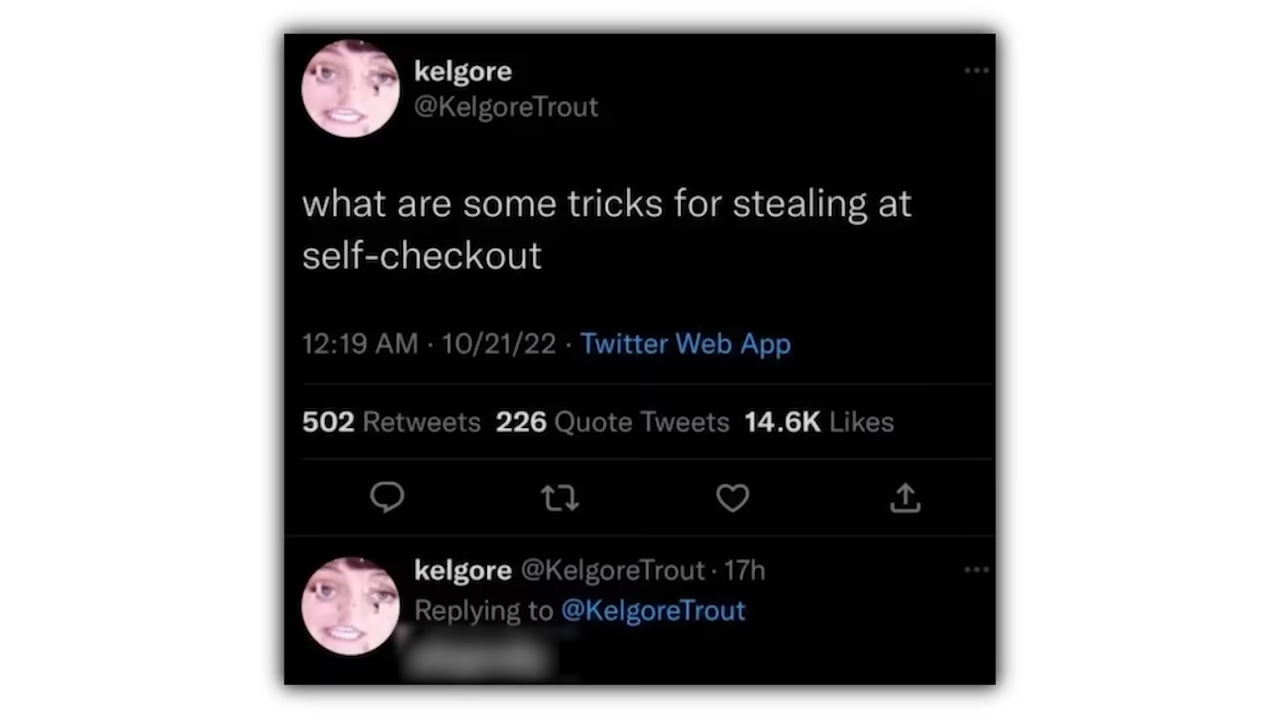 kelgore
@KelgoreTrout
what are some tricks for stealing at
self-checkout
12:19 AM · 10/21/22 · Twitter Web App
502 Retweets 226 Quote Tweets 14.6K Likes
kelgore @KelgoreTrout · 17h
Replying to @KelgoreTrout